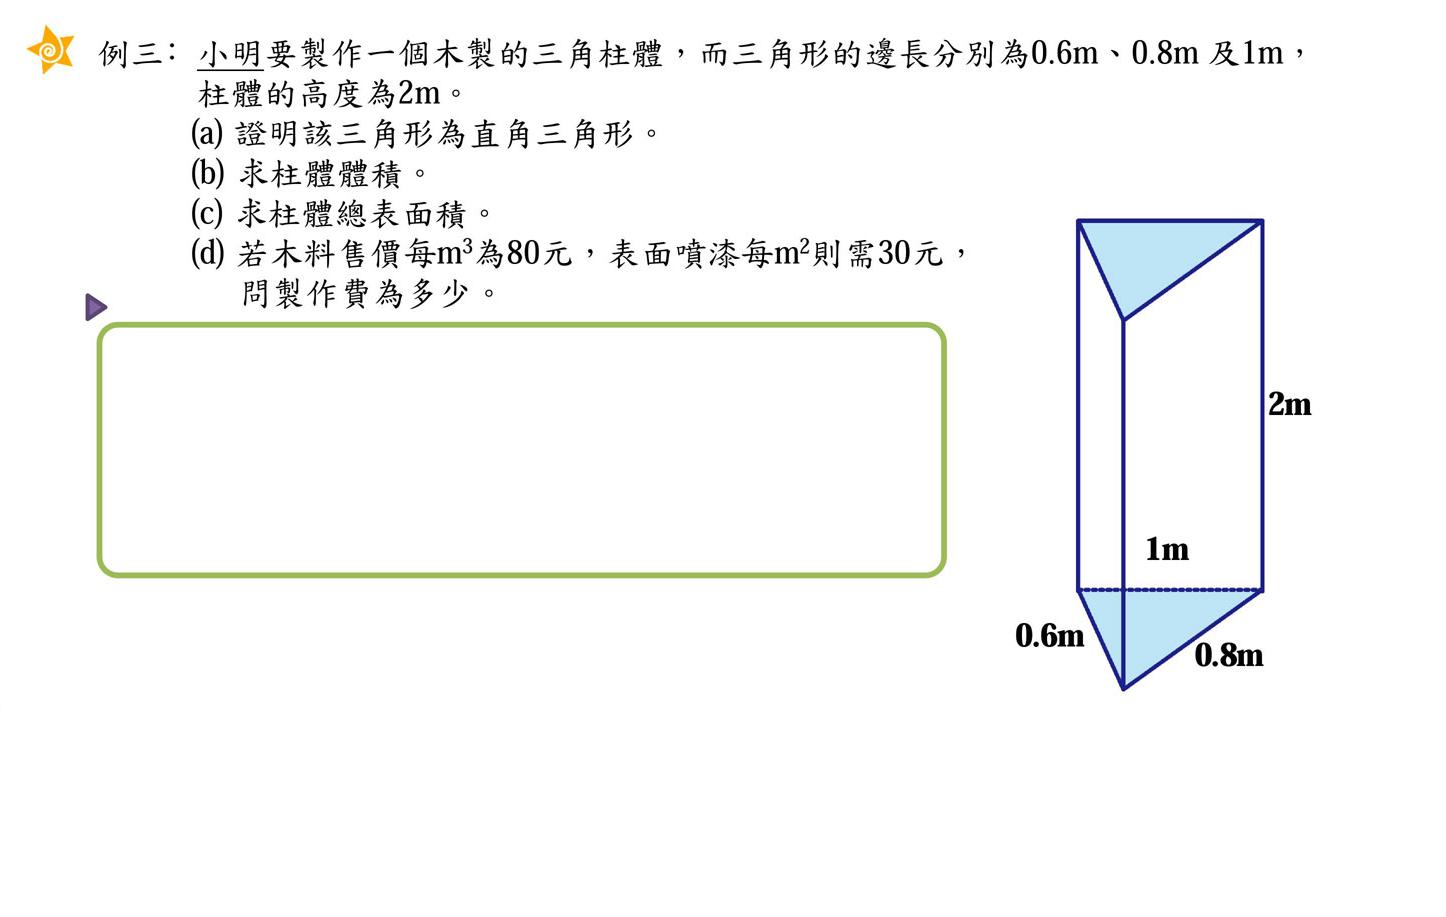 例三： 小明要製作一個木製的三角柱體，而三角形的邊長分別為0.6m、0.8m 及1m，
柱體的高度為2m。
(a) 證明該三角形為直角三角形。
(b) 求柱體體積。
(c) 求柱體總表面積。
(d) 若木料售價每m³為80元，表面噴漆每m²則需30元，
問製作費為多少。
2m
1m
0.6m
0.8m